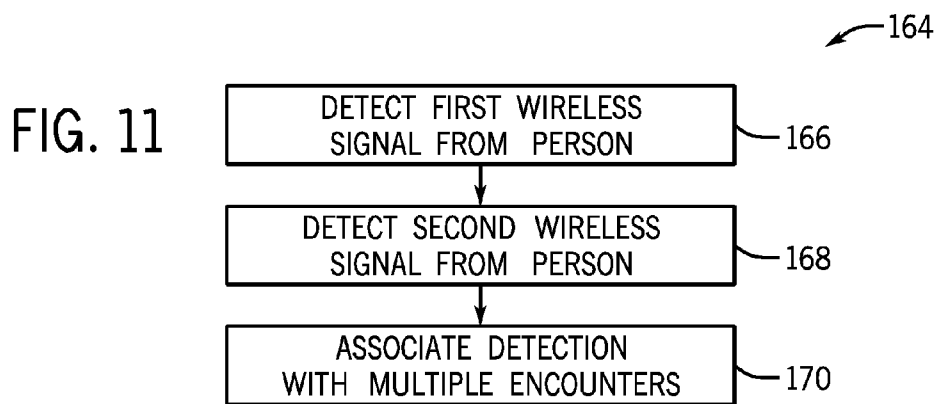 164
FIG. 11
DETECT FIRST WIRELESS
SIGNAL FROM PERSON
166
DETECT SECOND WIRELESS
SIGNAL FROM PERSON
168
ASSOCIATE DETECTION
WITH MULTIPLE ENCOUNTERS
170